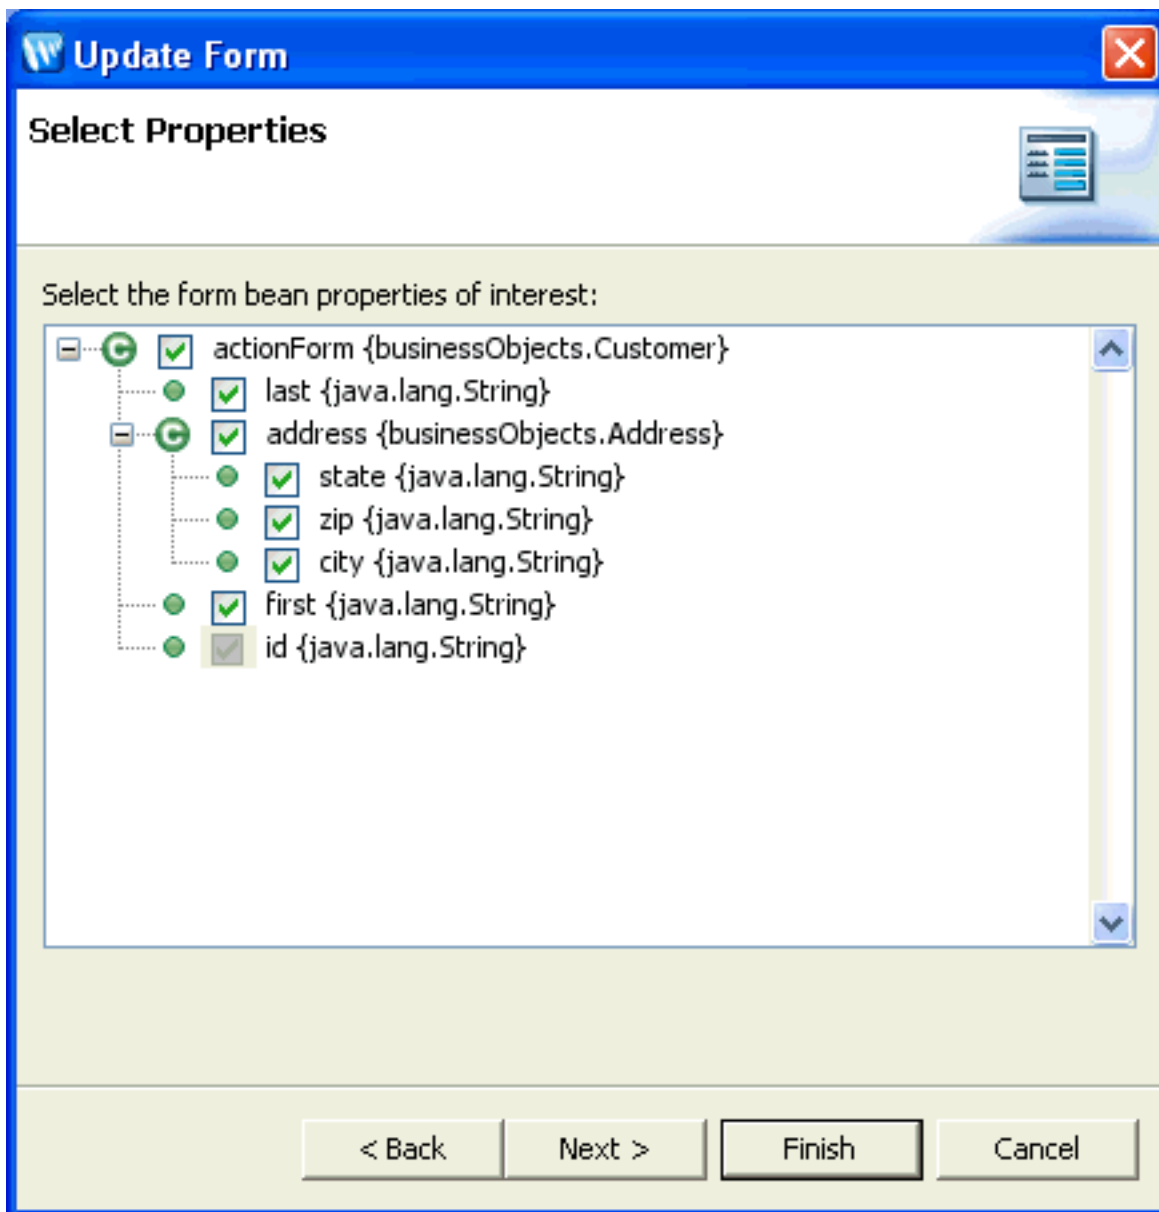 Update Form
Select Properties
Select the form bean properties of interest:
actionForm {businessObjects.Customer}
last {java.lang.String}
address {businessObjects.Address}
state {java.lang.String}
zip {java.lang.String}
city {java.lang.String}
first {java.lang.String}
id {java.lang.String}
< Back Next > Finish Cancel